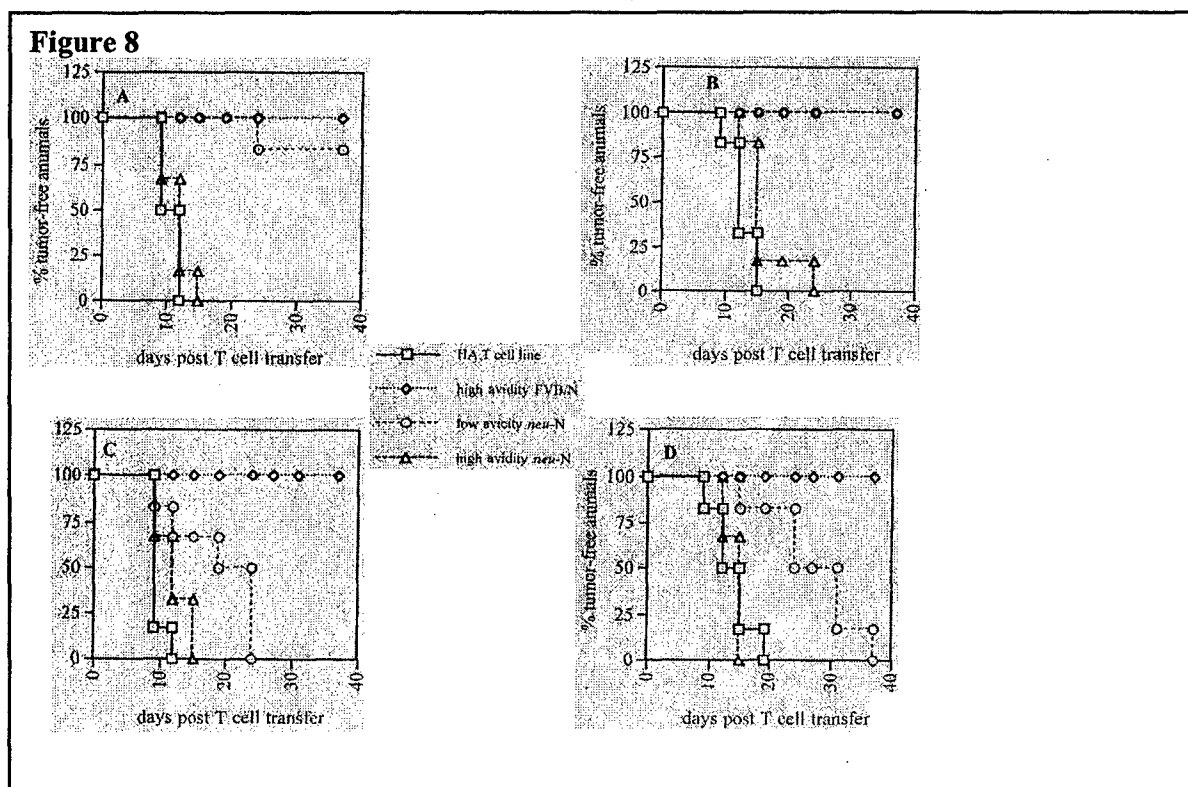 Figure 8
A
125
100
75
50
25
0
% tumor-free animals
0
10
20
30
40
days post T cell transfer
B
125
100
75
50
25
0
% tumor-free animals
0
10
20
30
40
days post T cell transfer
HA T cell line
high avidity FVB/N
low avicity neu-N
high avidity neu-N
C
125
100
75
50
25
0
0
10
20
30
40
days post T cell transfer
D
125
100
75
50
25
0
% tumor-free animals
0
10
20
30
40
days post T cell transfer